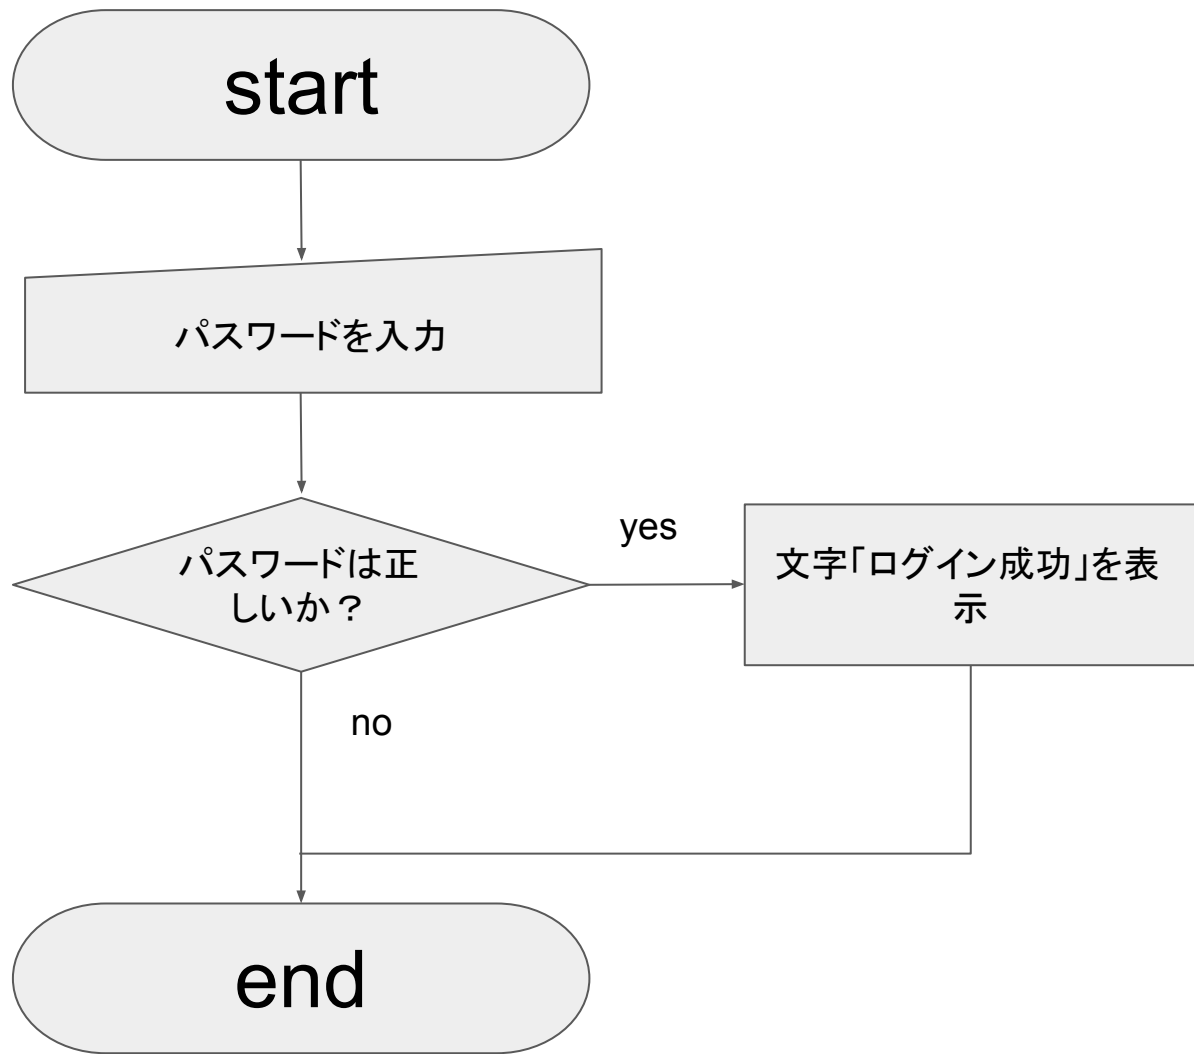 start
パスワードを入力
パスワードは正
しいか？
yes
文字「ログイン成功」を表
示
no
end